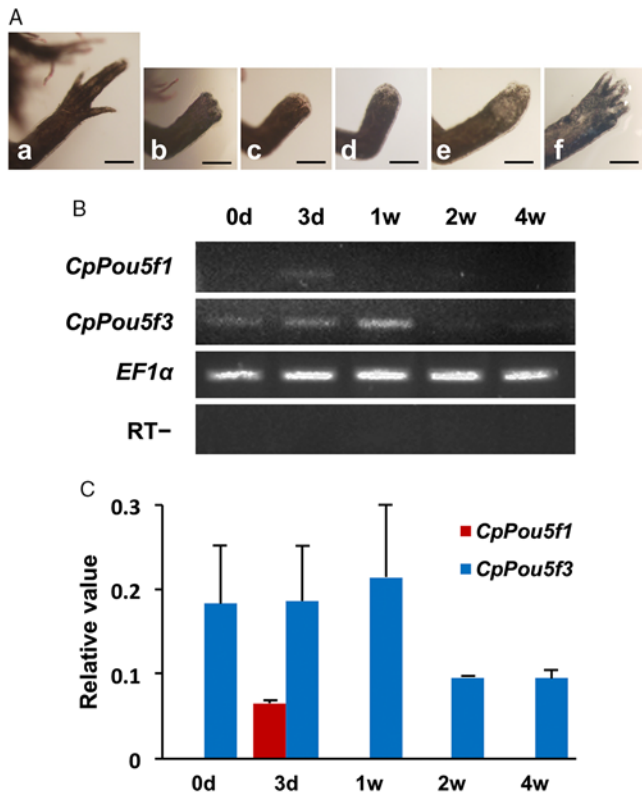 A
a b c d e f
B
0d 3d 1w 2w 4w
CpPou5f1
CpPou5f3
EF1α
RT−
C
0.3
0.2
0.1
0
Relative value
CpPou5f1
CpPou5f3
0d 3d 1w 2w 4w